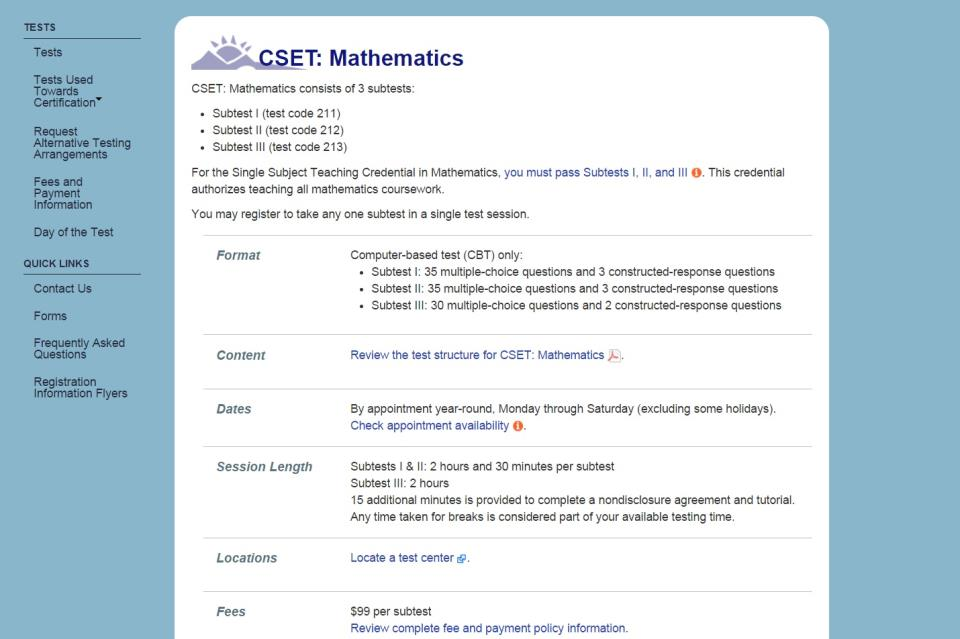 TESTS
Tests
Tests Used
Towards
Certification
Request
Alternative Testing
Arrangements
Fees and
Payment
Information
Day of the Test
QUICK LINKS
Contact Us
Forms
Frequently Asked
Questions
Registration
Information Flyers
CSET: Mathematics
CSET: Mathematics consists of 3 subtests:
• Subtest I (test code 211)
• Subtest II (test code 212)
• Subtest III (test code 213)
For the Single Subject Teaching Credential in Mathematics, you must pass Subtests I, II, and III. This credential
authorizes teaching all mathematics coursework.
You may register to take any one subtest in a single test session.
Format
Computer-based test (CBT) only:
• Subtest I: 35 multiple-choice questions and 3 constructed-response questions
• Subtest II: 35 multiple-choice questions and 3 constructed-response questions
• Subtest III: 30 multiple-choice questions and 2 constructed-response questions
Content
Review the test structure for CSET: Mathematics.
Dates
By appointment year-round, Monday through Saturday (excluding some holidays).
Check appointment availability.
Session Length
Subtests I & II: 2 hours and 30 minutes per subtest
Subtest III: 2 hours
15 additional minutes is provided to complete a nondisclosure agreement and tutorial.
Any time taken for breaks is considered part of your available testing time.
Locations
Locate a test center.
Fees
$99 per subtest
Review complete fee and payment policy information.